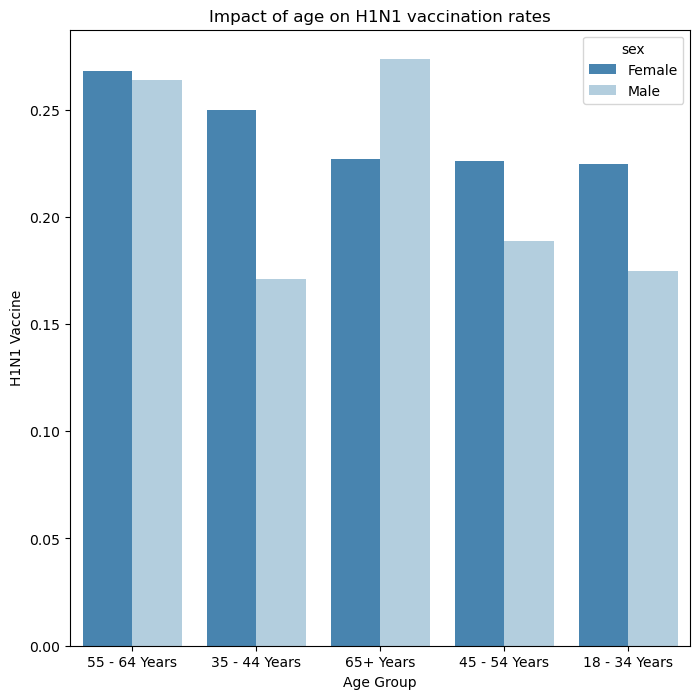 Impact of age on H1N1 vaccination rates
sex
Female
Male
H1N1 Vaccine
0.25
0.20
0.15
0.10
0.05
0.00
55 - 64 Years
35 - 44 Years
65+ Years
45 - 54 Years
18 - 34 Years
Age Group